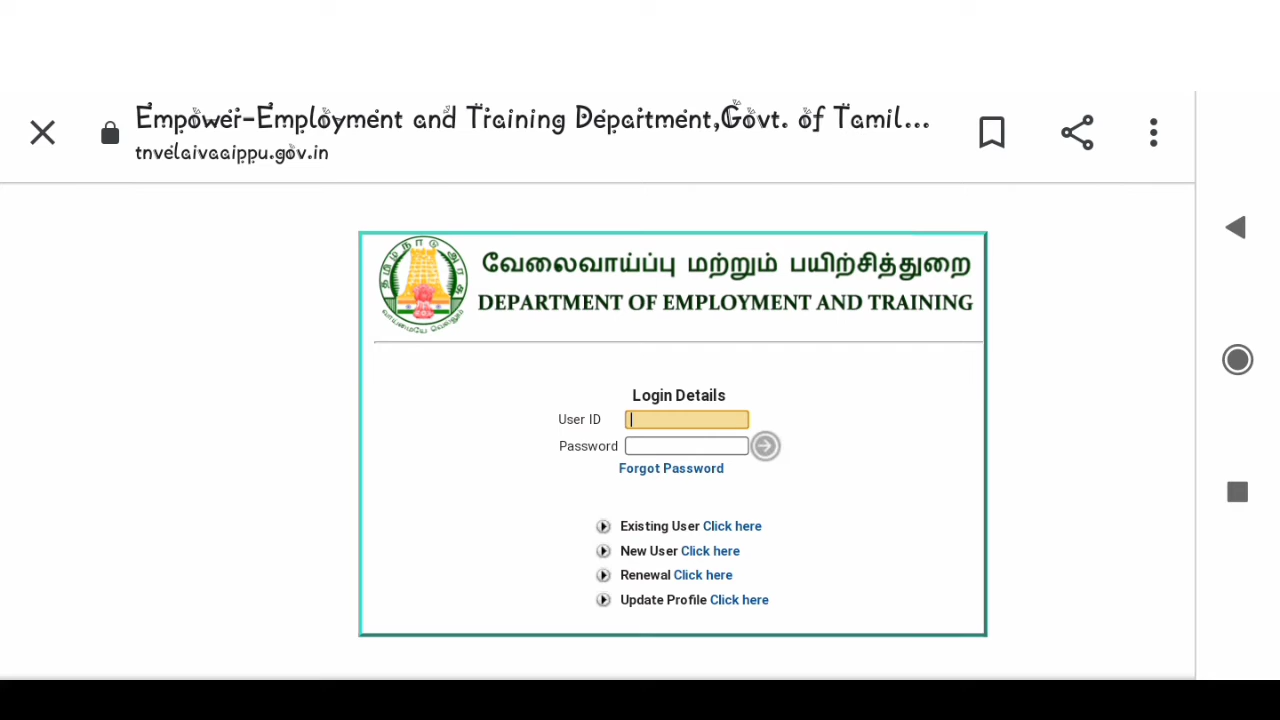 Empower-Employment and Training Department,Govt. of Tamil...
tnvelaivaaippu.gov.in
தமிழ்நாடு அரசு
வாய்மையே வெல்லும்
வேலைவாய்ப்பு மற்றும் பயிற்சித்துறை
DEPARTMENT OF EMPLOYMENT AND TRAINING
Login Details
User ID
Password
Forgot Password
Existing User Click here
New User Click here
Renewal Click here
Update Profile Click here